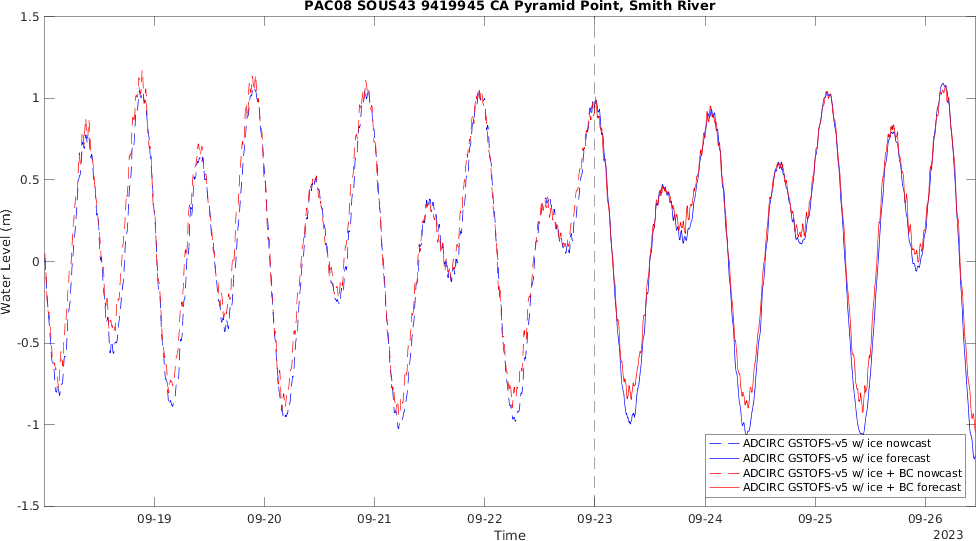 PAC08 SOUS43 9419945 CA Pyramid Point, Smith River
1.5
1
0.5
0
-0.5
-1
-1.5
Water Level (m)
ADCIRC GSTOFS-v5 w/ ice nowcast
ADCIRC GSTOFS-v5 w/ ice forecast
ADCIRC GSTOFS-v5 w/ ice + BC nowcast
ADCIRC GSTOFS-v5 w/ ice + BC forecast
09-19 09-20 09-21 09-22 09-23 09-24 09-25 09-26
Time
2023